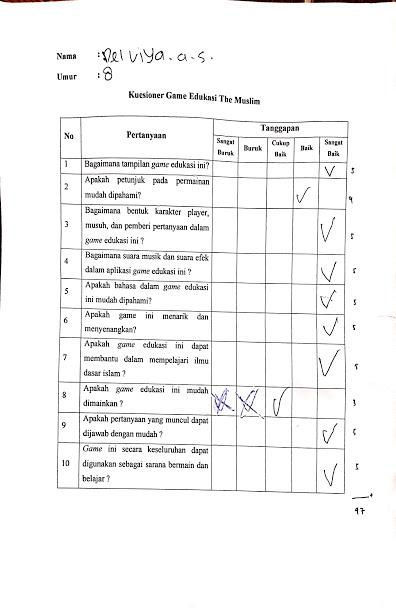 Nama : Delviya.a.s.
Umur : 8
Kuesioner Game Edukasi The Muslim
No Pertanyaan Tanggapan
Sangat Buruk Buruk Cukup Baik Baik Sangat Baik
1 Bagaimana tampilan game edukasi ini? ✓ 5
2 Apakah petunjuk pada permainan
mudah dipahami? ✓ 4
3 Bagaimana bentuk karakter player,
musuh, dan pemberi pertanyaan dalam
game edukasi ini ? ✓ 5
4 Bagaimana suara musik dan suara efek
dalam aplikasi game edukasi ini ? ✓ 5
5 Apakah bahasa dalam game edukasi
ini mudah dipahami? ✓ 5
6 Apakah game ini menarik dan
menyenangkan? ✓ 5
7 Apakah game edukasi ini dapat
membantu dalam mempelajari ilmu
dasar islam ? ✓ 5
8 Apakah game edukasi ini mudah
dimainkan ? ✓ 3
9 Apakah pertanyaan yang muncul dapat
dijawab dengan mudah ? ✓ 5
10 Game ini secara keseluruhan dapat
digunakan sebagai sarana bermain dan
belajar ? ✓ 5
+
47